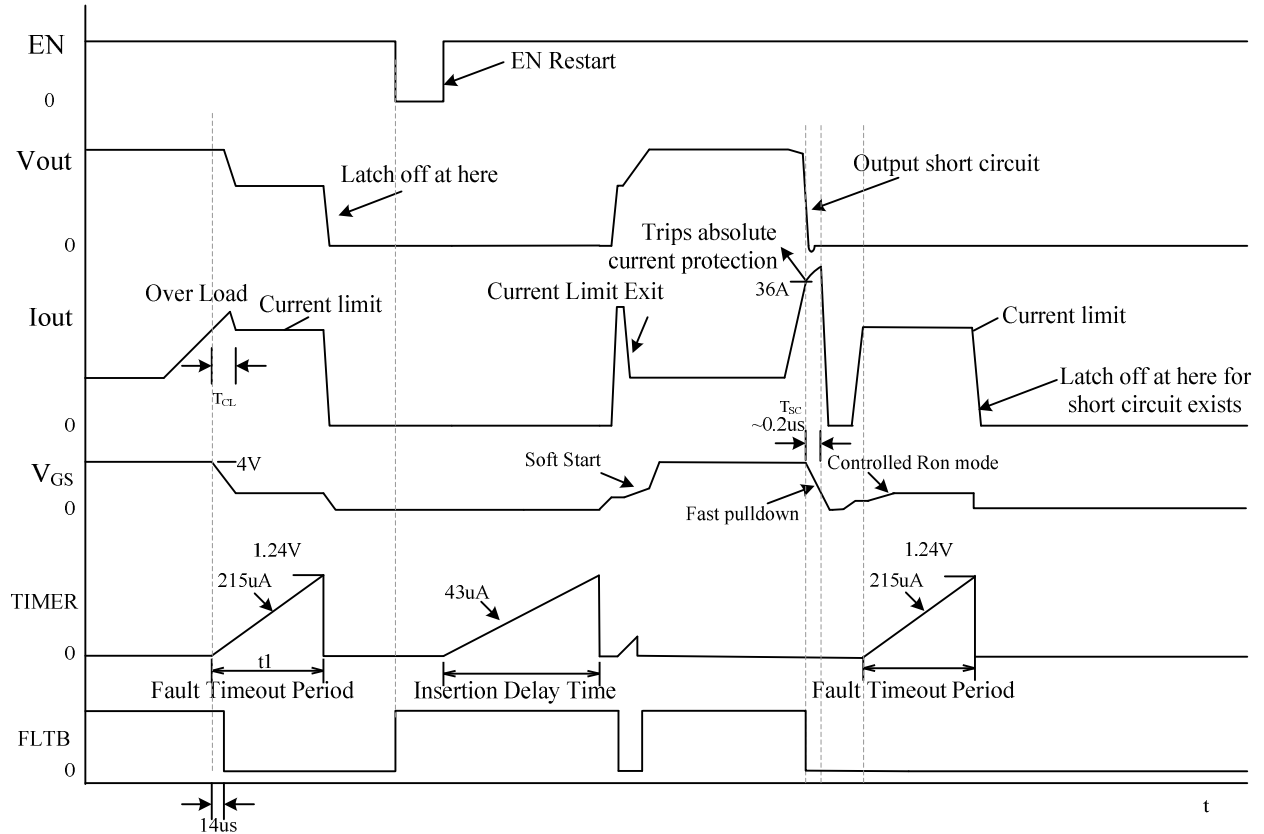 EN
EN Restart
0
Vout
Output short circuit
Latch off at here
0
Trips absolute
current protection
36A
Over Load
Current limit
Current Limit Exit
Iout
Current limit
Latch off at here for
short circuit exists
TCL
TSC
~0.2us
0
4V
Soft Start
Controlled Ron mode
VGS
0
Fast pulldown
1.24V
1.24V
215uA
43uA
215uA
TIMER
0
t1
Fault Timeout Period
Insertion Delay Time
Fault Timeout Period
FLTB
0
t
14us